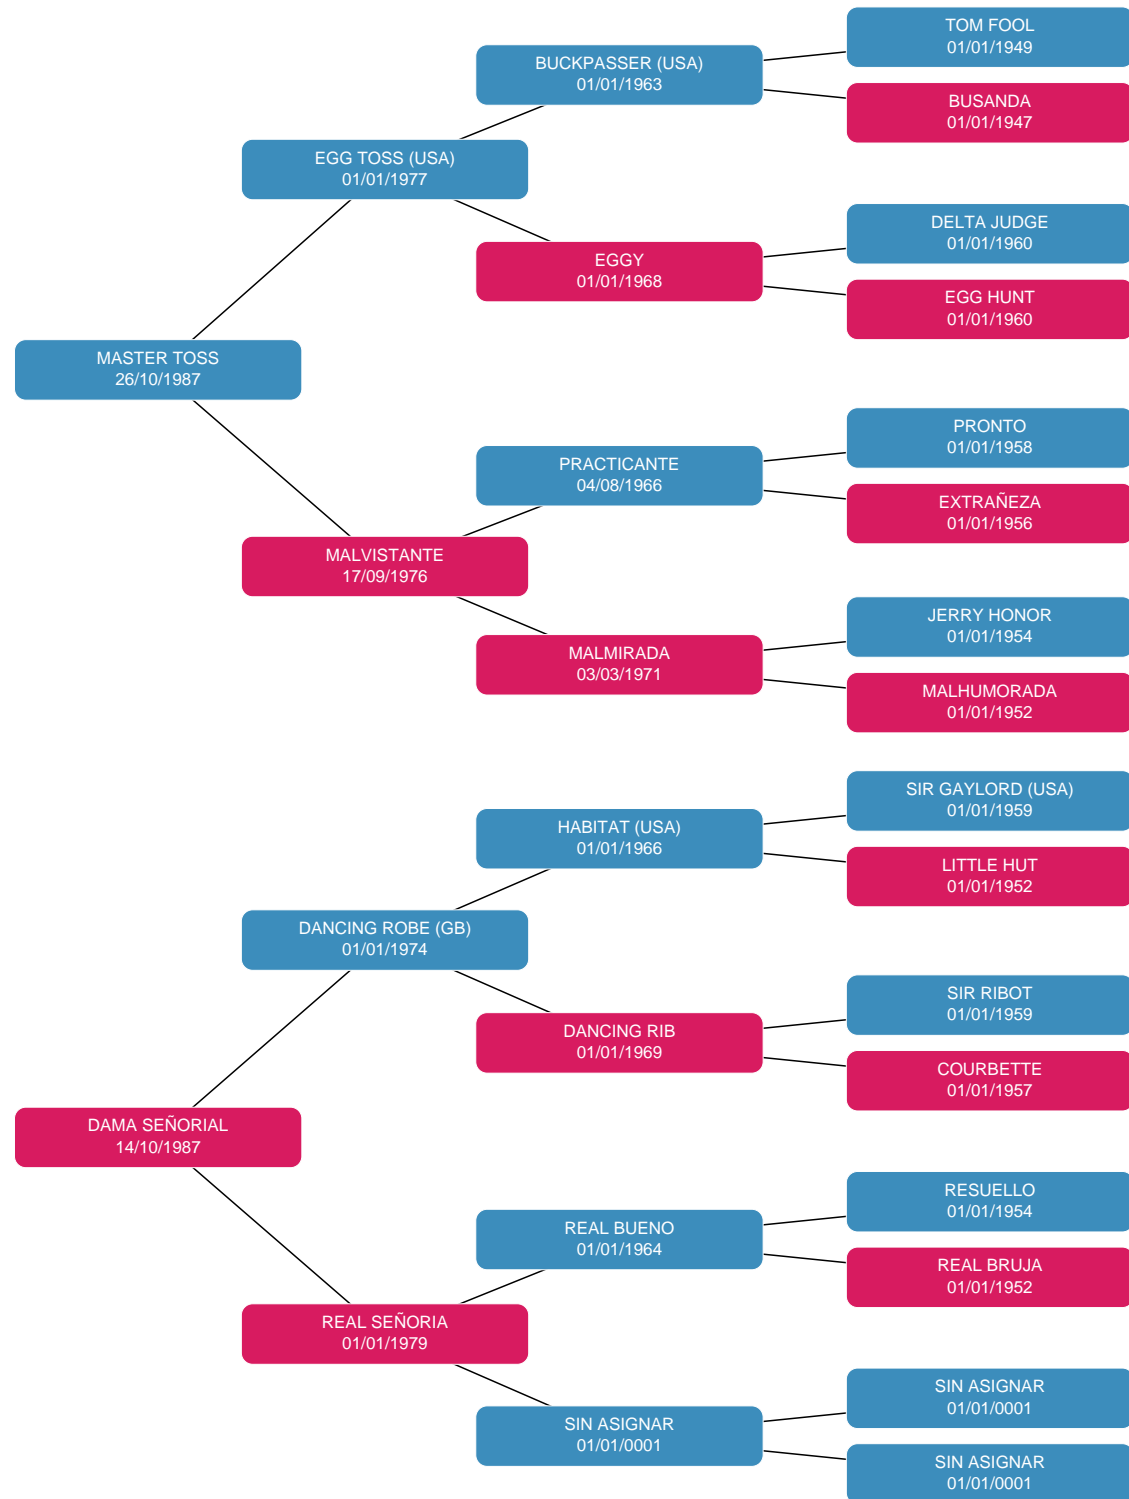 TOM FOOL
01/01/1949
BUCKPASSER (USA)
01/01/1963
BUSANDA
01/01/1947
EGG TOSS (USA)
01/01/1977
DELTA JUDGE
01/01/1960
EGGY
01/01/1968
EGG HUNT
01/01/1960
MASTER TOSS
26/10/1987
PRONTO
01/01/1958
PRACTICANTE
04/08/1966
EXTRAÑEZA
01/01/1956
MALVISTANTE
17/09/1976
JERRY HONOR
01/01/1954
MALMIRADA
03/03/1971
MALHUMORADA
01/01/1952
SIR GAYLORD (USA)
01/01/1959
HABITAT (USA)
01/01/1966
LITTLE HUT
01/01/1952
DANCING ROBE (GB)
01/01/1974
SIR RIBOT
01/01/1959
DANCING RIB
01/01/1969
COURBETTE
01/01/1957
DAMA SEÑORIAL
14/10/1987
RESUELLO
01/01/1954
REAL BUENO
01/01/1964
REAL BRUJA
01/01/1952
REAL SEÑORIA
01/01/1979
SIN ASIGNAR
01/01/0001
SIN ASIGNAR
01/01/0001
SIN ASIGNAR
01/01/0001